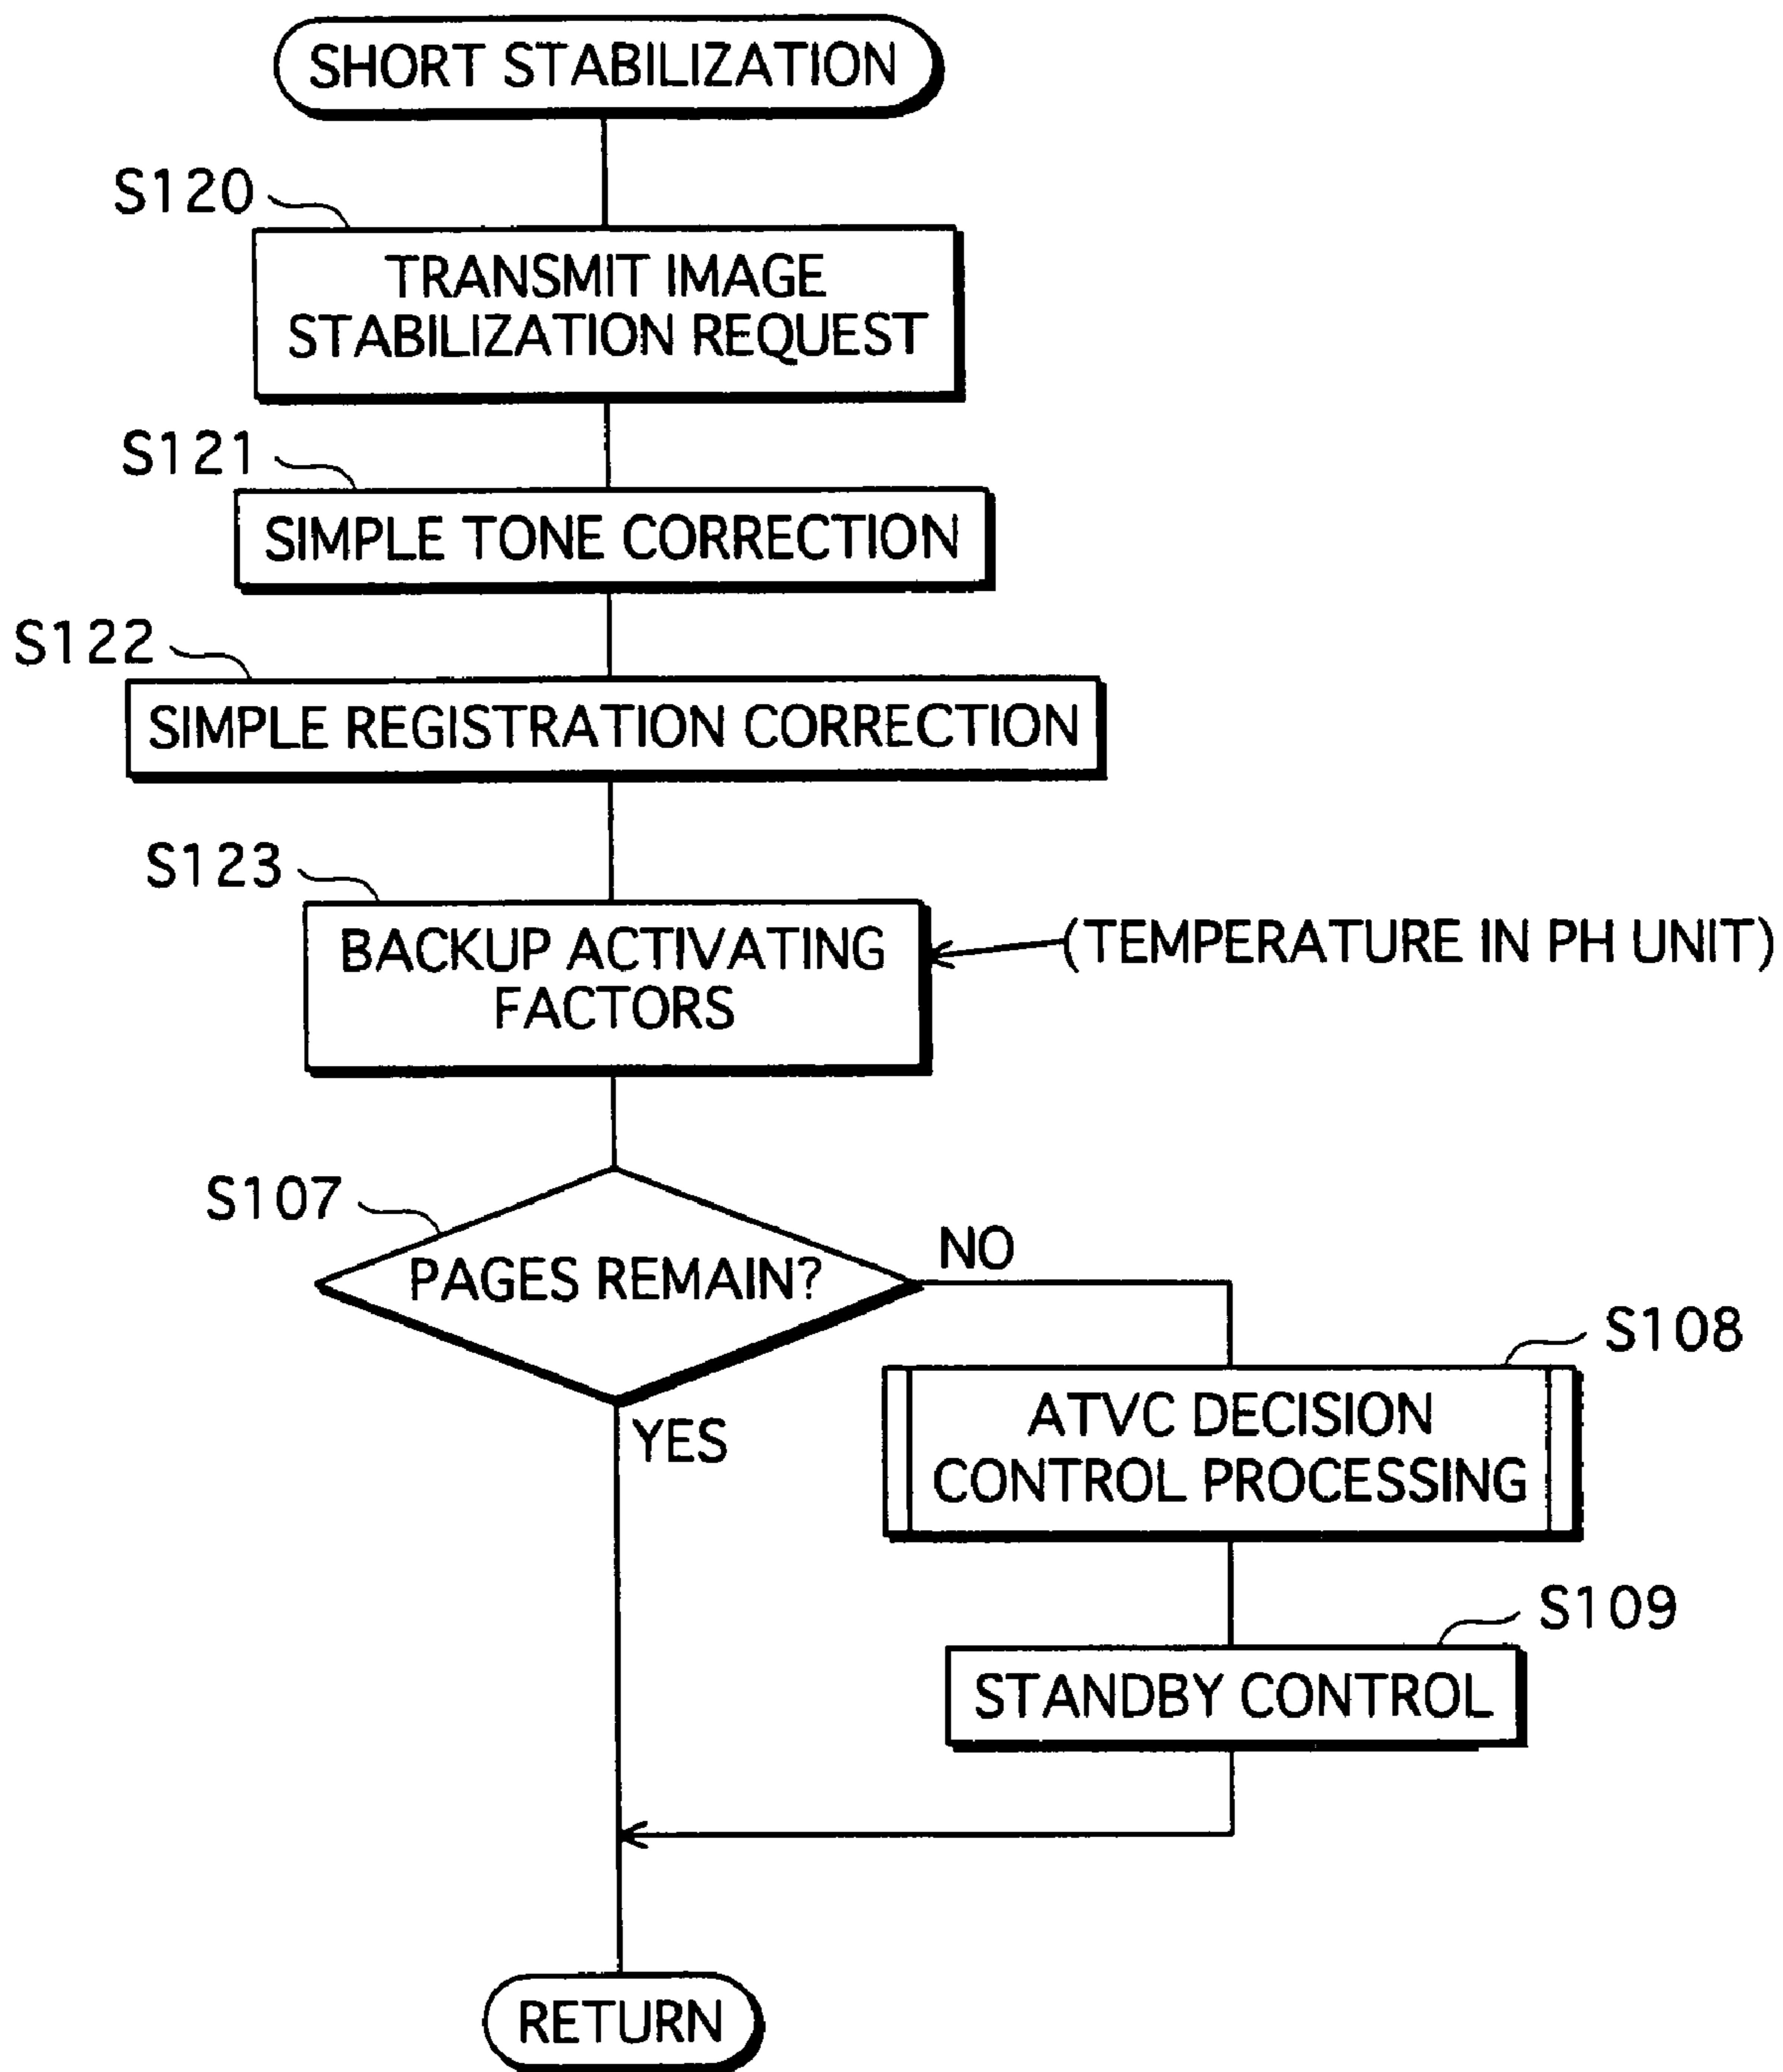 SHORT STABILIZATION
S120
TRANSMIT IMAGE
STABILIZATION REQUEST
S121
SIMPLE TONE CORRECTION
S122
SIMPLE REGISTRATION CORRECTION
S123
BACKUP ACTIVATING
FACTORS
(TEMPERATURE IN PH UNIT)
S107
PAGES REMAIN?
NO
YES
S108
ATVC DECISION
CONTROL PROCESSING
S109
STANDBY CONTROL
RETURN